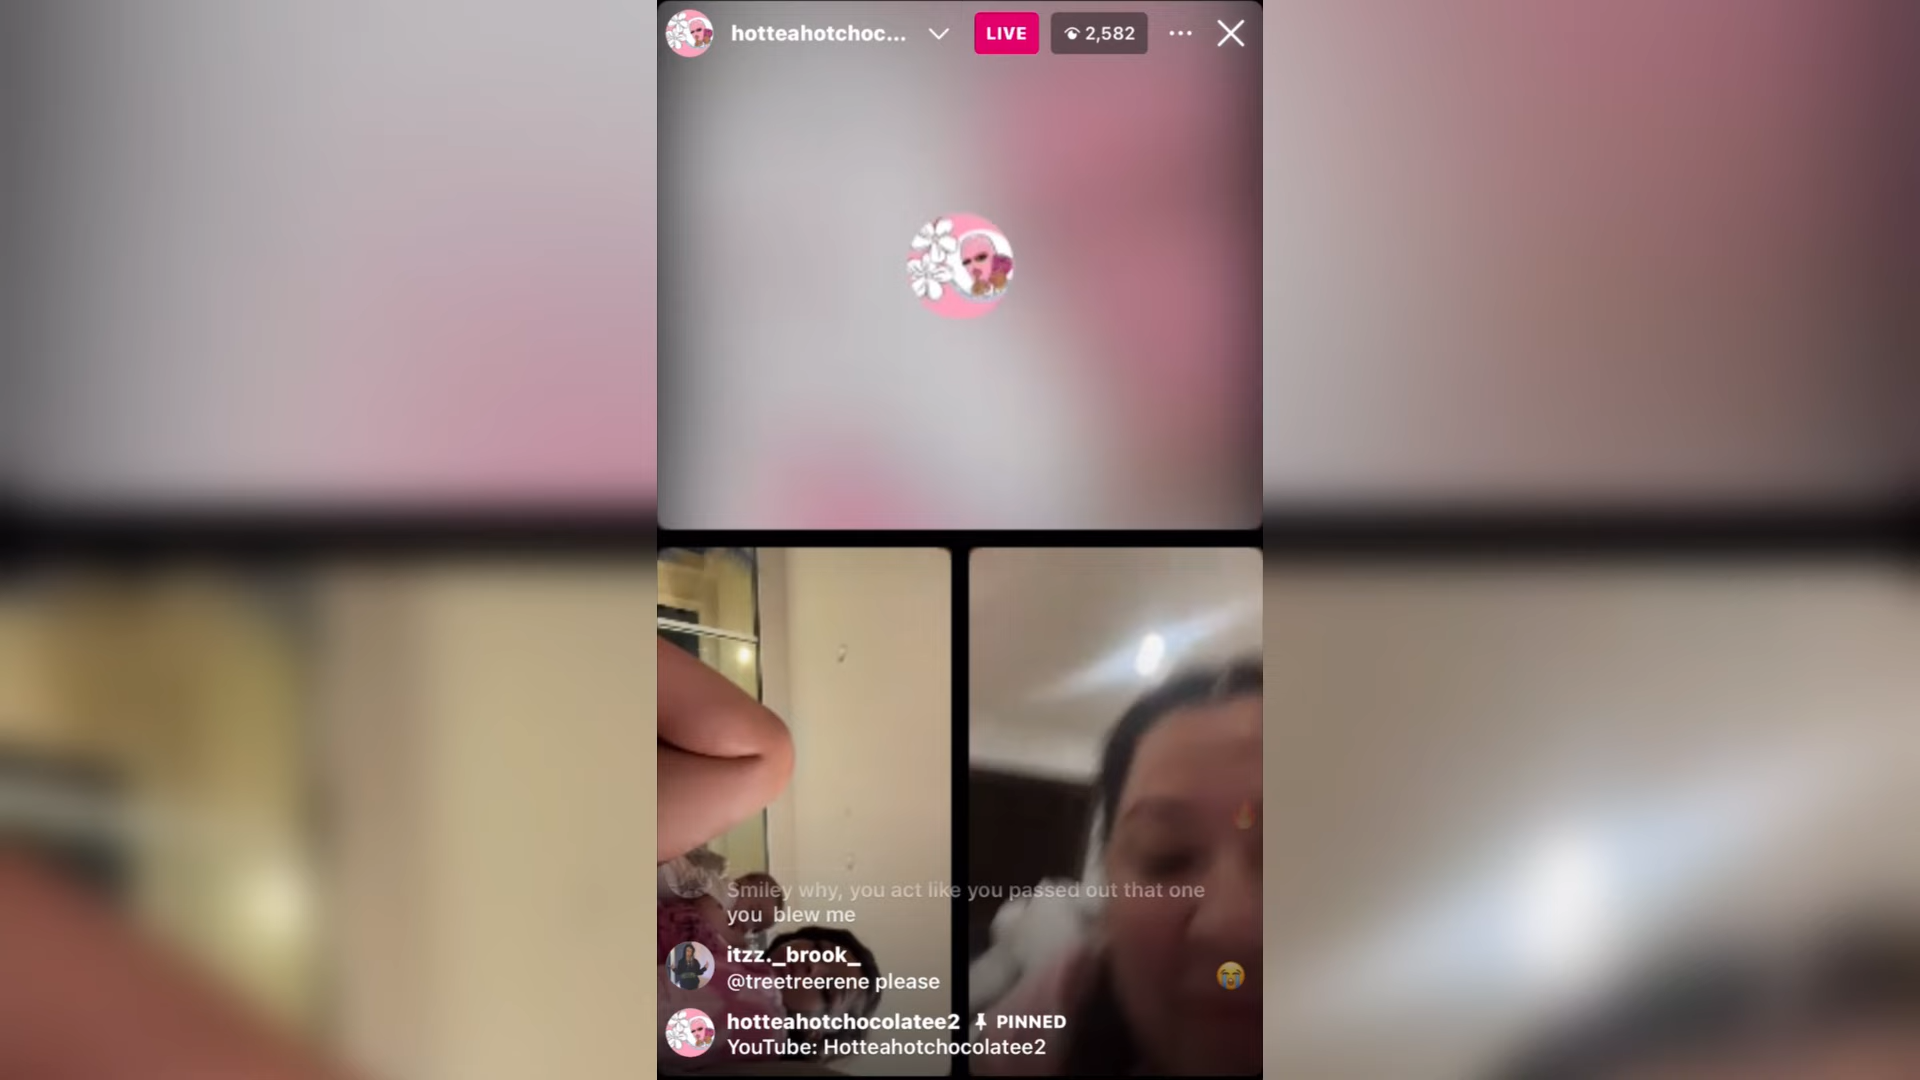 hotteahotchoc...
LIVE
2,582
Smiley why, you act like you passed out that one
you blew me
itzz._brook_
@treetreerene please
hotteahotchocolatee2 PINNED
YouTube: Hotteahotchocolatee2